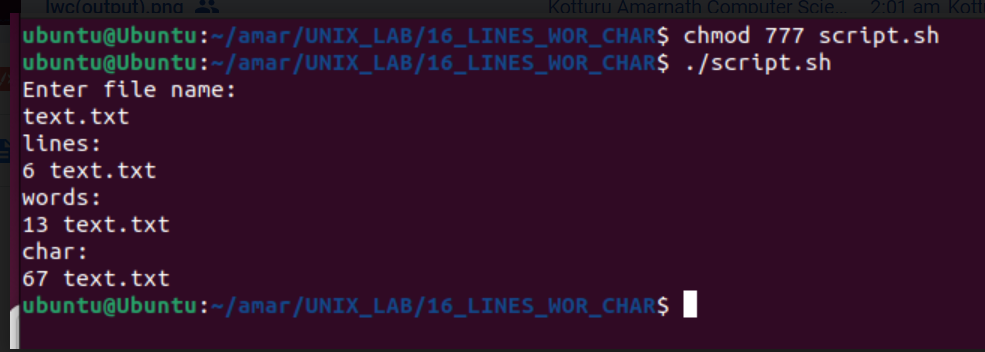 lwc(output).png Kotturu Amarnath Computer Scie... 2:01 am Kott
ubuntu@Ubuntu:~/amar/UNIX_LAB/16_LINES_WOR_CHAR$ chmod 777 script.sh
ubuntu@Ubuntu:~/amar/UNIX_LAB/16_LINES_WOR_CHAR$ ./script.sh
Enter file name:
text.txt
lines:
6 text.txt
words:
13 text.txt
char:
67 text.txt
ubuntu@Ubuntu:~/amar/UNIX_LAB/16_LINES_WOR_CHAR$